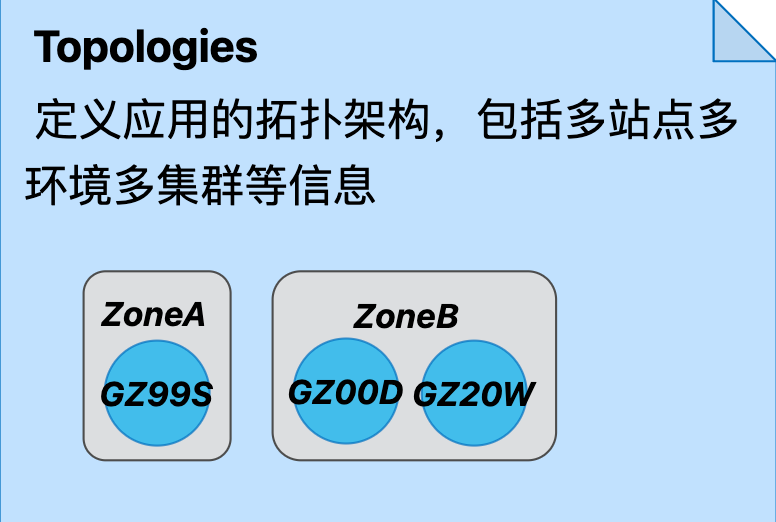 Topologies
定义应用的拓扑架构，包括多站点多
环境多集群等信息
ZoneA
ZoneB
GZ99S
GZ00D
GZ20W